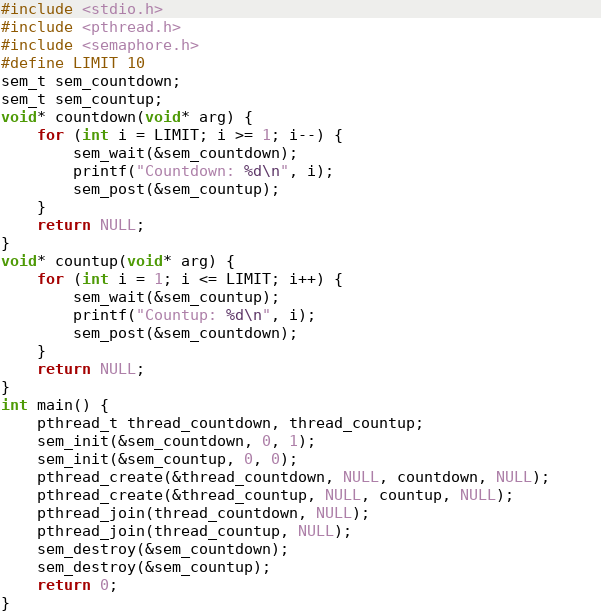 #include <stdio.h>
#include <pthread.h>
#include <semaphore.h>
#define LIMIT 10
sem_t sem_countdown;
sem_t sem_countup;
void* countdown(void* arg) {
    for (int i = LIMIT; i >= 1; i--) {
        sem_wait(&sem_countdown);
        printf("Countdown: %d\n", i);
        sem_post(&sem_countup);
    }
    return NULL;
}
void* countup(void* arg) {
    for (int i = 1; i <= LIMIT; i++) {
        sem_wait(&sem_countup);
        printf("Countup: %d\n", i);
        sem_post(&sem_countdown);
    }
    return NULL;
}
int main() {
    pthread_t thread_countdown, thread_countup;
    sem_init(&sem_countdown, 0, 1);
    sem_init(&sem_countup, 0, 0);
    pthread_create(&thread_countdown, NULL, countdown, NULL);
    pthread_create(&thread_countup, NULL, countup, NULL);
    pthread_join(thread_countdown, NULL);
    pthread_join(thread_countup, NULL);
    sem_destroy(&sem_countdown);
    sem_destroy(&sem_countup);
    return 0;
}